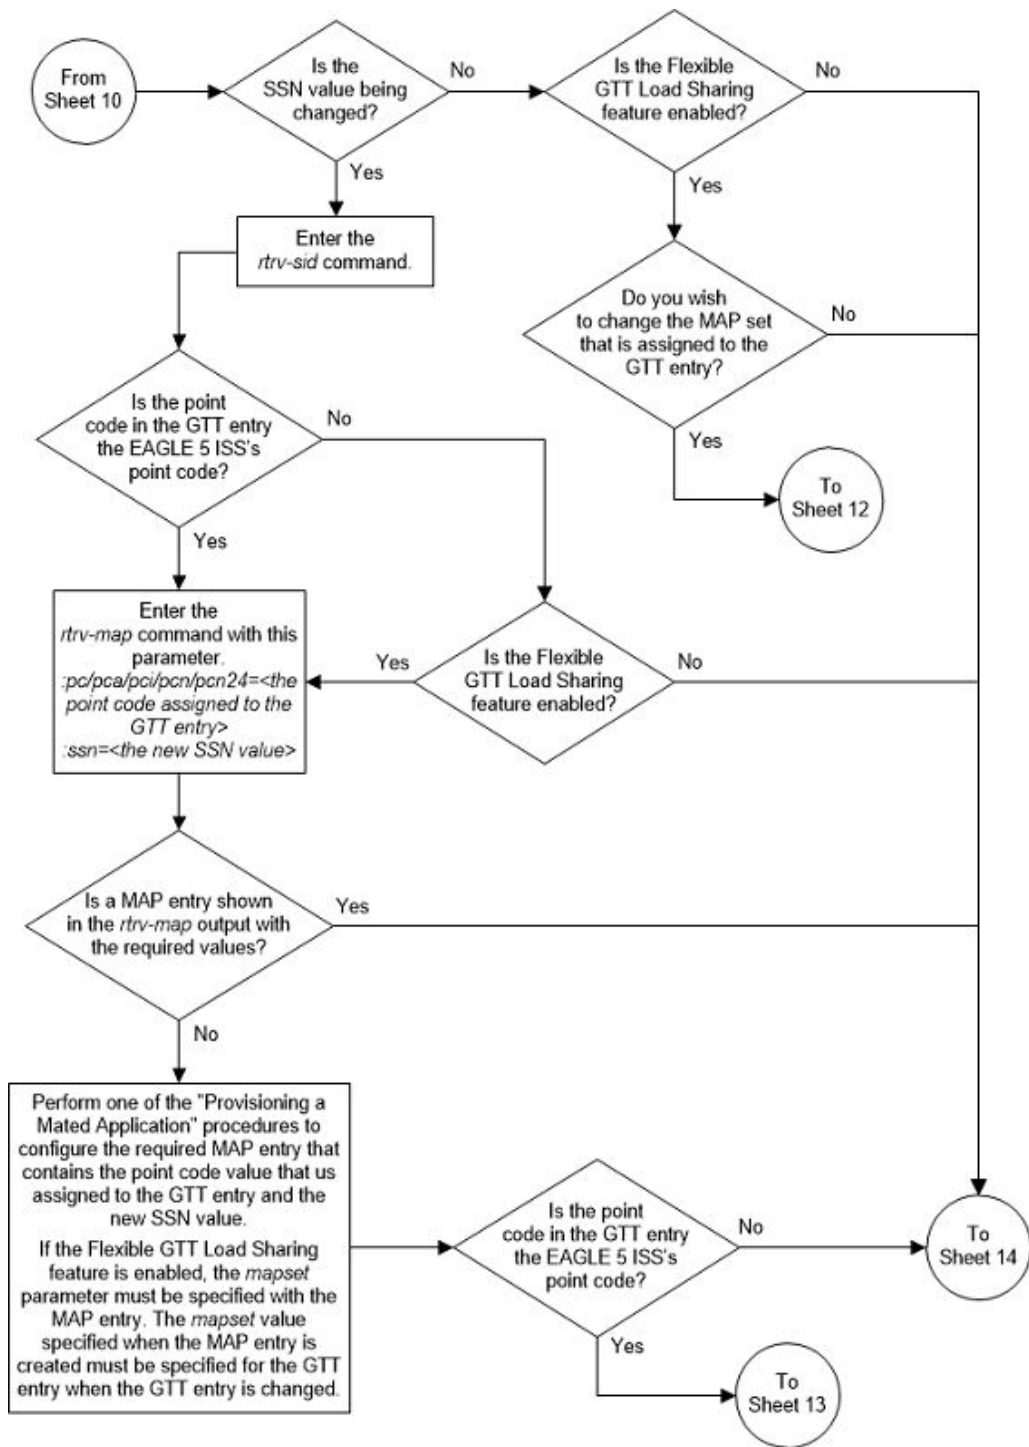 From
Sheet 10
Is the
SSN value being
changed?
No
Is the Flexible
GTT Load Sharing
feature enabled?
No
Yes
Yes
Enter the
rtrv-sid command.
Do you wish
to change the MAP set
that is assigned to the
GTT entry?
No
Yes
To
Sheet 12
Is the point
code in the GTT entry
the EAGLE 5 ISS's
point code?
No
Yes
Enter the
rtrv-map command with this
parameter.
:pc/pca/pci/pcn/pcn24=<the
point code assigned to the
GTT entry>
:ssn=<the new SSN value>
Yes
Is the Flexible
GTT Load Sharing
feature enabled?
No
Is a MAP entry shown
in the rtrv-map output with
the required values?
Yes
No
Perform one of the "Provisioning a
Mated Application" procedures to
configure the required MAP entry that
contains the point code value that us
assigned to the GTT entry and the
new SSN value.
If the Flexible GTT Load Sharing
feature is enabled, the mapset
parameter must be specified with the
MAP entry. The mapset value
specified when the MAP entry is
created must be specified for the GTT
entry when the GTT entry is changed.
Is the point
code in the GTT entry
the EAGLE 5 ISS's
point code?
No
To
Sheet 14
Yes
To
Sheet 13